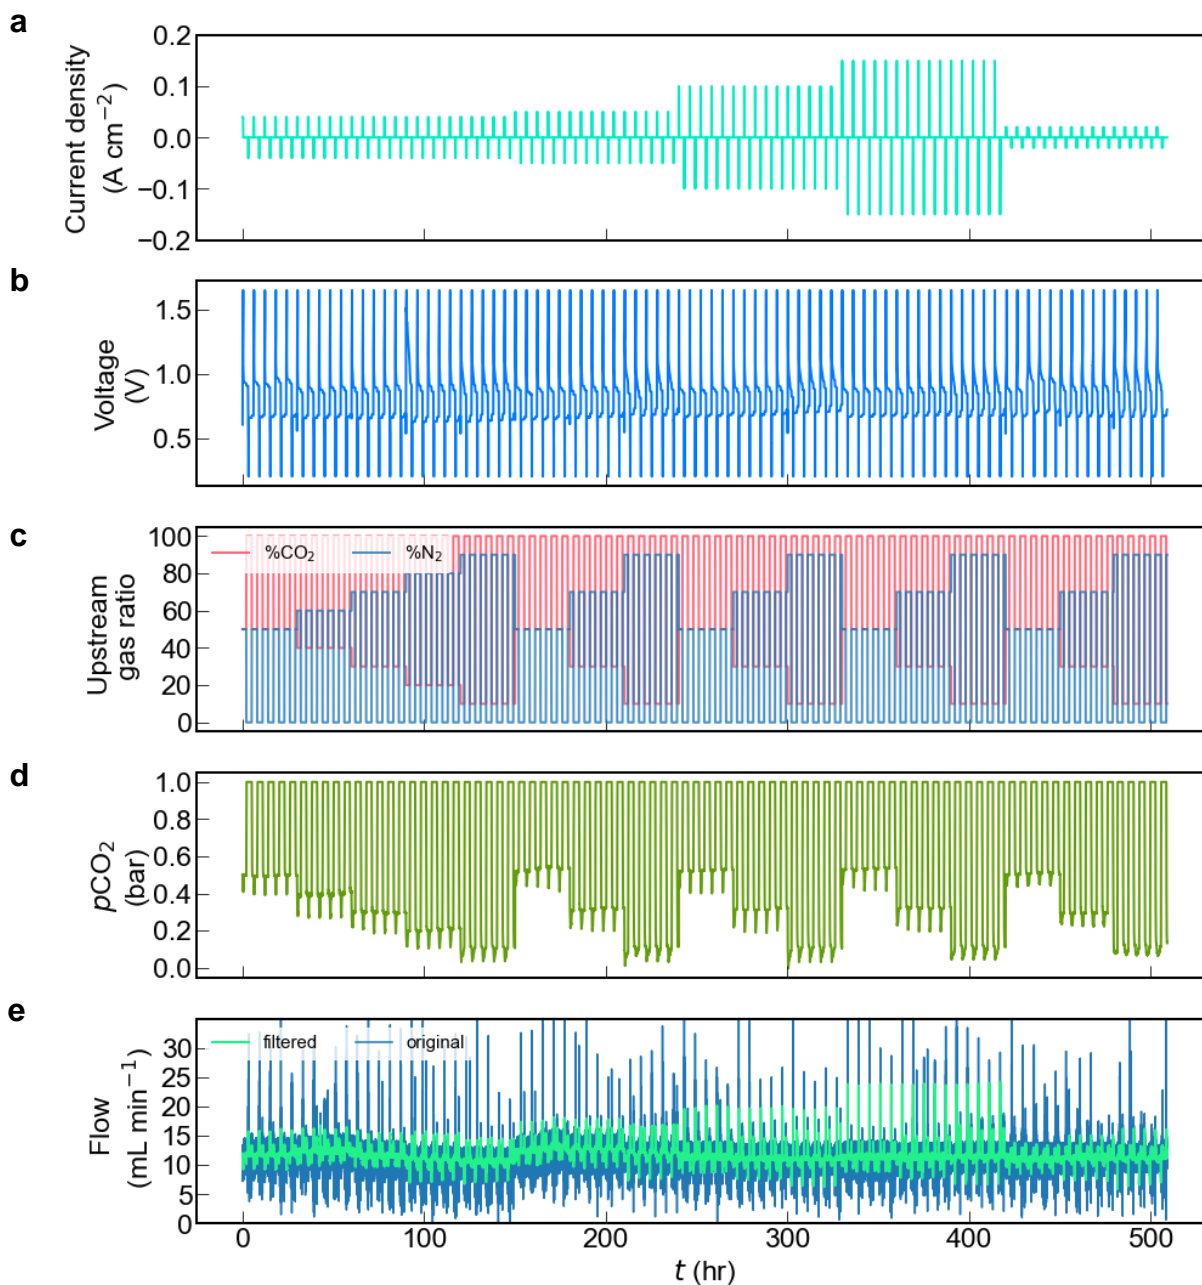 a
Current density
(A cm⁻²)
0.2
0.1
0.0
−0.1
−0.2
b
Voltage
(V)
1.5
1.0
0.5
c
Upstream
gas ratio
100
80
60
40
20
0
%CO₂ %N₂
d
pCO₂
(bar)
1.0
0.8
0.6
0.4
0.2
0.0
e
Flow
(mL min⁻¹)
30
25
20
15
10
5
0
filtered original
0 100 200 300 400 500
t (hr)